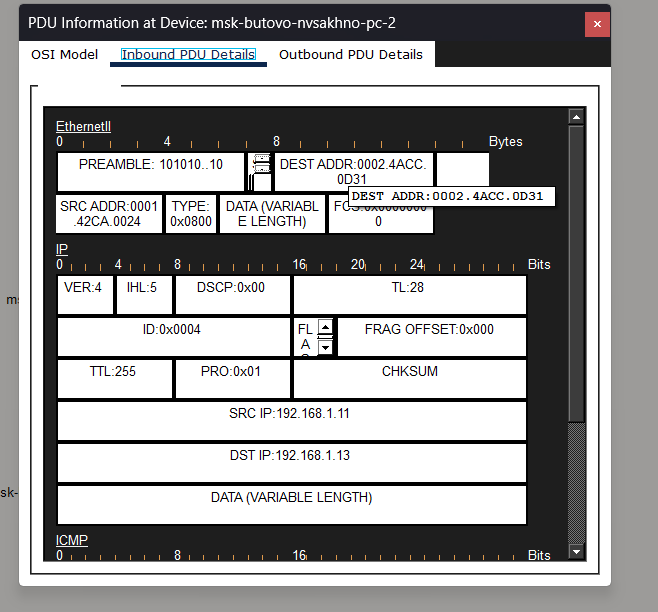 PDU Information at Device: msk-butovo-nvsakhno-pc-2
OSI Model Inbound PDU Details Outbound PDU Details
EthernetII
0 4 8 Bytes
PREAMBLE: 101010..10
DEST ADDR:0002.4ACC.
0D31
DEST ADDR:0002.4ACC.0D31
SRC ADDR:0001
.42CA.0024
TYPE:
0x0800
DATA (VARIABL
E LENGTH)
0
IP
0 4 8 16 20 24 Bits
VER:4 IHL:5 DSCP:0x00 TL:28
ID:0x0004
FL
A
FRAG OFFSET:0x000
TTL:255 PRO:0x01 CHKSUM
SRC IP:192.168.1.11
DST IP:192.168.1.13
DATA (VARIABLE LENGTH)
ICMP
0 8 16 Bits
sk-